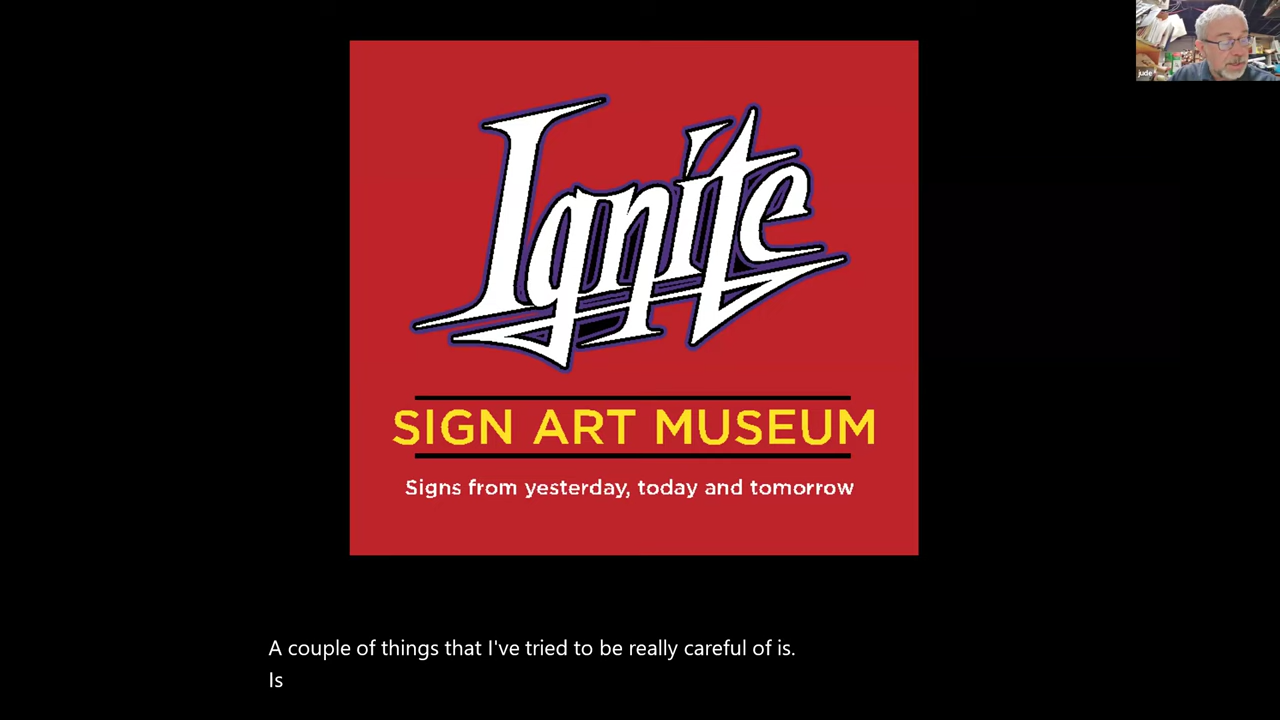 jude
Ignite
SIGN ART MUSEUM
Signs from yesterday, today and tomorrow
A couple of things that I've tried to be really careful of is.
Is